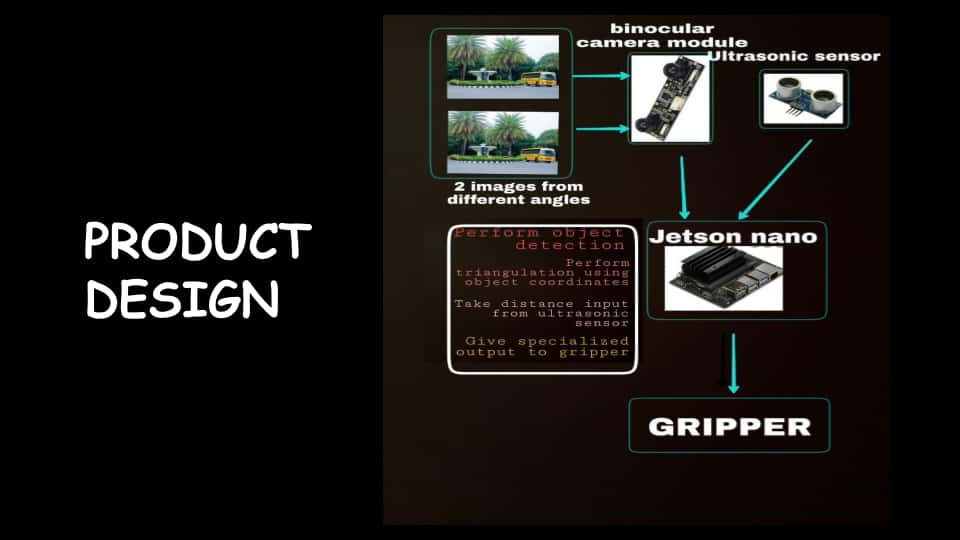 PRODUCT
DESIGN
binocular
camera module
Ultrasonic sensor
2 images from
different angles
Perform object
detection
Perform
triangulation using
object coordinates
Take distance input
from ultrasonic
sensor
Give specialized
output to gripper
Jetson nano
GRIPPER